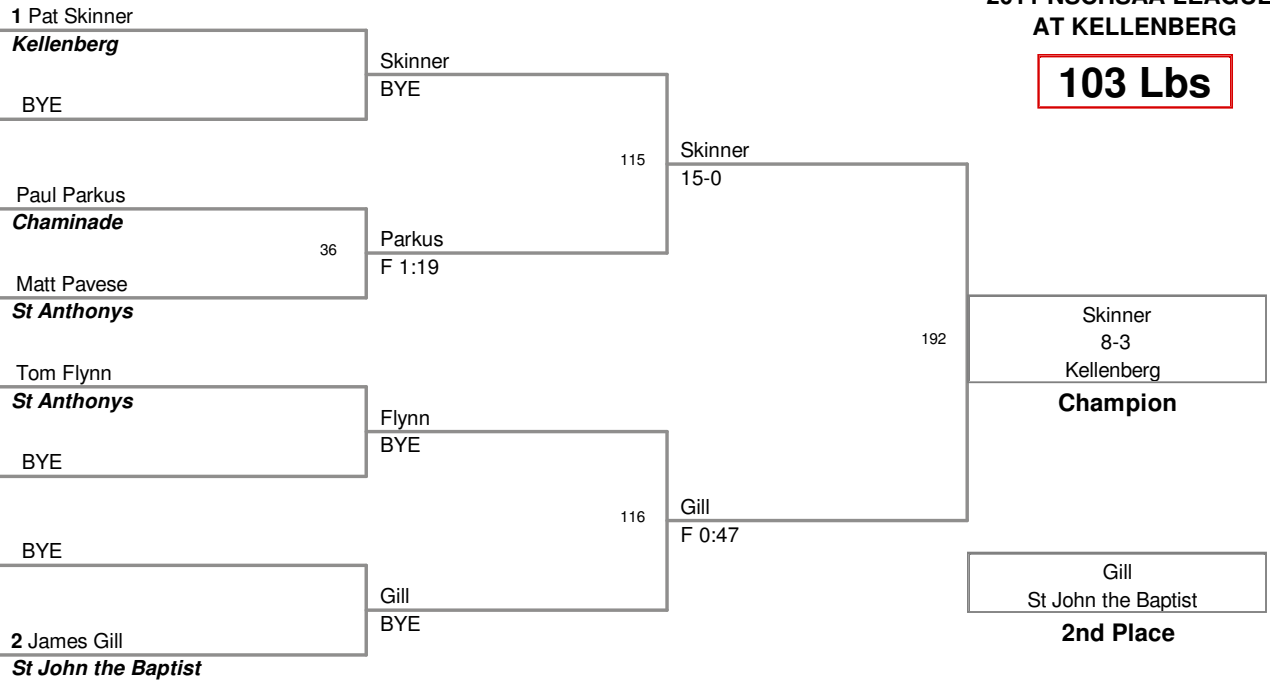 2011 NSCHSAA LEAGUE
AT KELLENBERG
103 Lbs
1 Pat Skinner
Kellenberg
BYE
Skinner
BYE
Paul Parkus
Chaminade
36
Matt Pavese
St Anthonys
Parkus
F 1:19
115
Skinner
15-0
Tom Flynn
St Anthonys
BYE
Flynn
BYE
BYE
2 James Gill
St John the Baptist
Gill
BYE
116
Gill
F 0:47
192
Skinner
8-3
Kellenberg
Champion
Gill
St John the Baptist
2nd Place